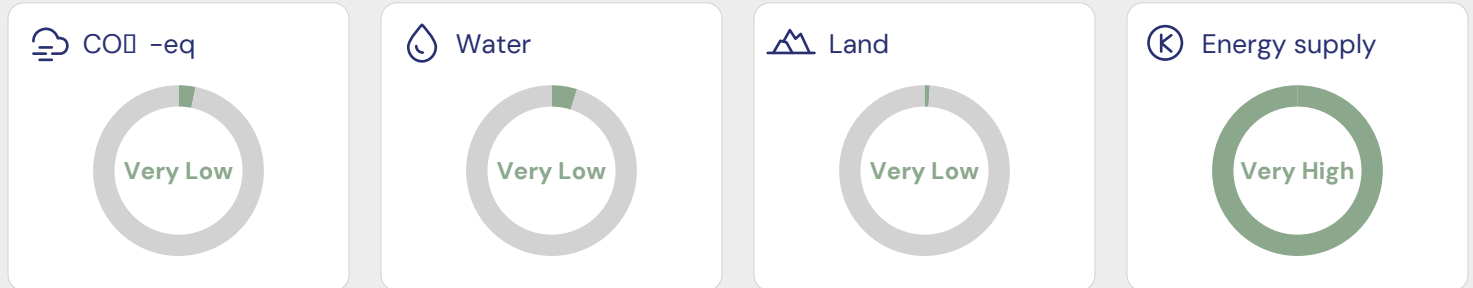 CO▯ -eq
Very Low
Water
Very Low
Land
Very Low
Energy supply
Very High